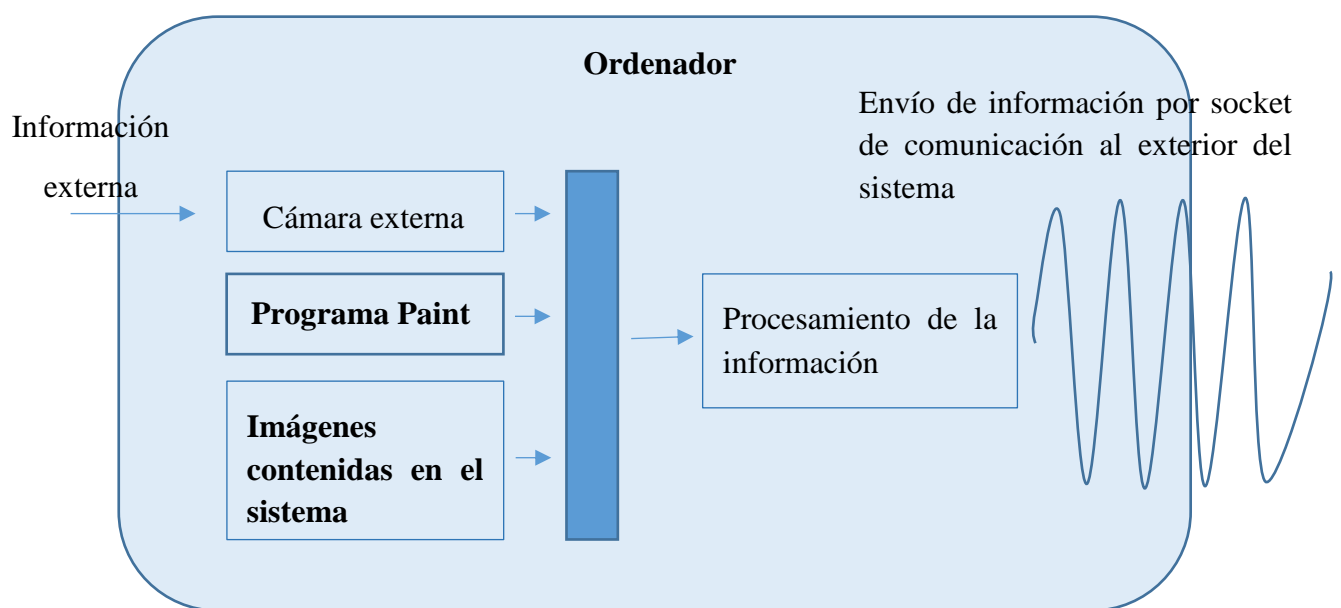 Ordenador
Envío de información por socket
de comunicación al exterior del
sistema
Información
externa
Cámara externa
Programa Paint
Procesamiento de la
información
Imágenes
contenidas en el
sistema